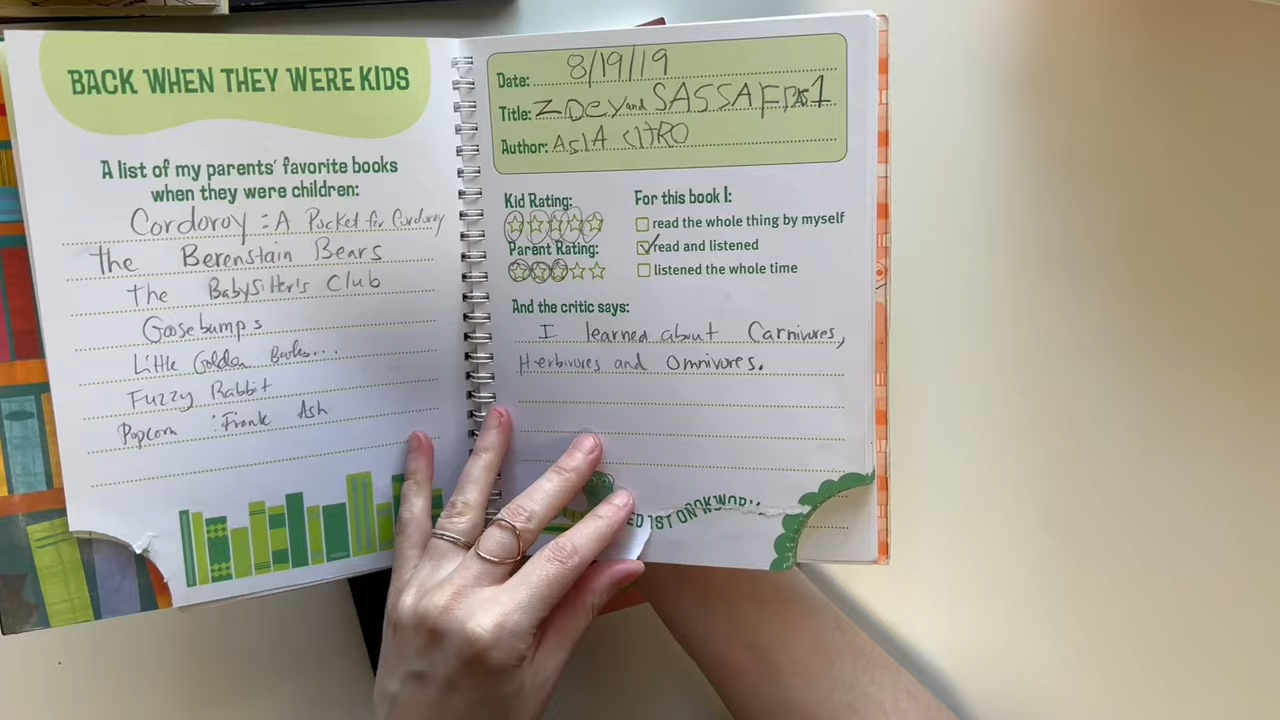 BACK WHEN THEY WERE KIDS
A list of my parents' favorite books
when they were children:
Cordoroy : A Pocket for Corduroy
the Berenstain Bears
the Babysitter's Club
Goosebumps
Little Golden Books...
Fuzzy Rabbit
Popcorn : Frank Ash
Date: 8/19/19
Title: ZOEY and SASSAFRAS 1
Author: ASIA CITRO
Kid Rating:
Parent Rating:
For this book I:
read the whole thing by myself
read and listened
listened the whole time
And the critic says:
I learned about Carnivores,
Herbivores and Omnivores.
BOOKWORM